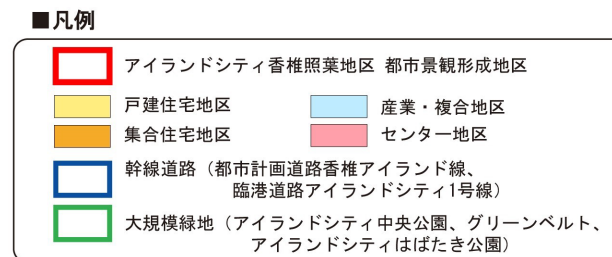 ■凡例
アイランドシティ香椎照葉地区 都市景観形成地区
戸建住宅地区
産業・複合地区
集合住宅地区
センター地区
幹線道路（都市計画道路香椎アイランド線、
臨港道路アイランドシティ1号線）
大規模緑地（アイランドシティ中央公園、グリーンベルト、
アイランドシティはばたき公園）